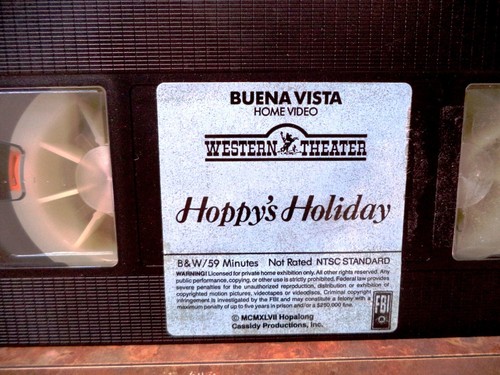 BUENA VISTA
HOME VIDEO
WESTERN THEATER
Hoppy's Holiday
B&W/59 Minutes Not Rated NTSC STANDARD
WARNING! Licensed for private home exhibition only. All other rights reserved. Any
public performance, copying, or other use is strictly prohibited. Federal law provides
severe penalties for the unauthorized reproduction, distribution or exhibition of
copyrighted motion pictures, videotapes or videodiscs. Criminal copyright
infringement is investigated by the FBI and may constitute a felony with a
maximum penalty of up to five years in prison and/or a $250,000 fine.
FBI
© MCMXLVII Hopalong
Cassidy Productions, Inc.